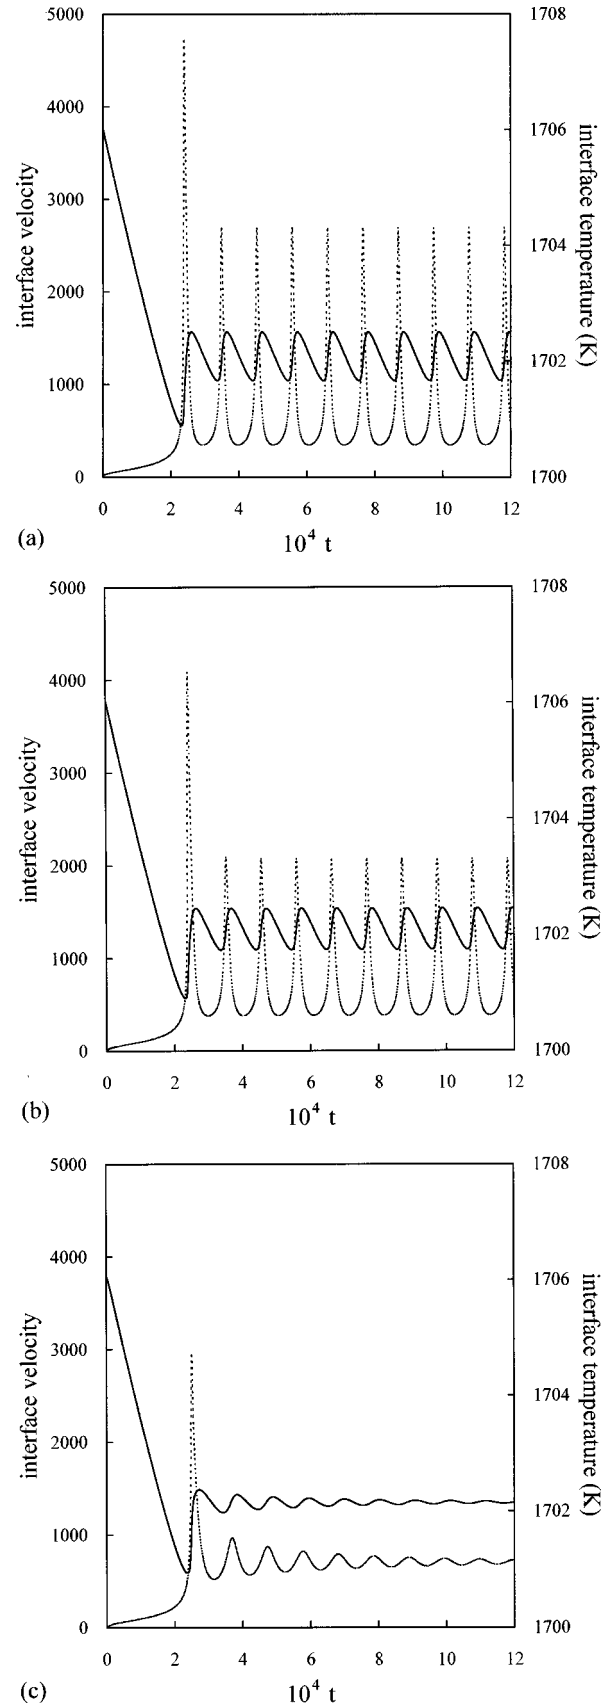 5000
4000
3000
2000
1000
0
interface velocity
1708
1706
1704
1702
1700
interface temperature (K)
0 2 4 6 8 10 12
(a)
10⁴ t
5000
4000
3000
2000
1000
0
interface velocity
1708
1706
1704
1702
1700
interface temperature (K)
0 2 4 6 8 10 12
(b)
10⁴ t
5000
4000
3000
2000
1000
0
interface velocity
1708
1706
1704
1702
1700
interface temperature (K)
0 2 4 6 8 10 12
(c)
10⁴ t